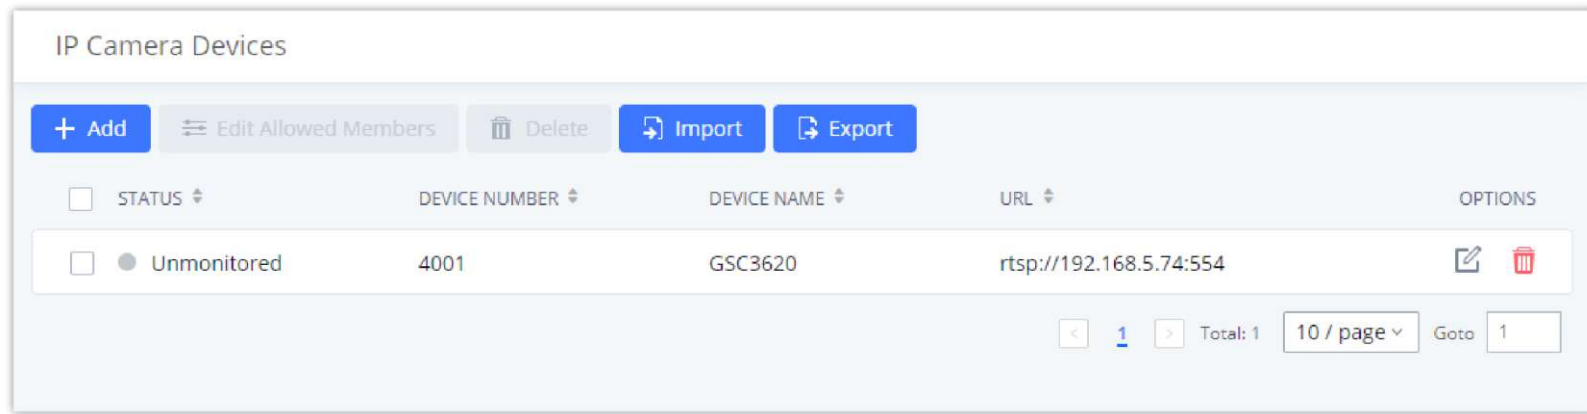 IP Camera Devices
+ Add Edit Allowed Members Delete Import Export
STATUS DEVICE NUMBER DEVICE NAME URL OPTIONS
Unmonitored 4001 GSC3620 rtsp://192.168.5.74:554
< 1 > Total: 1 10 / page Goto 1